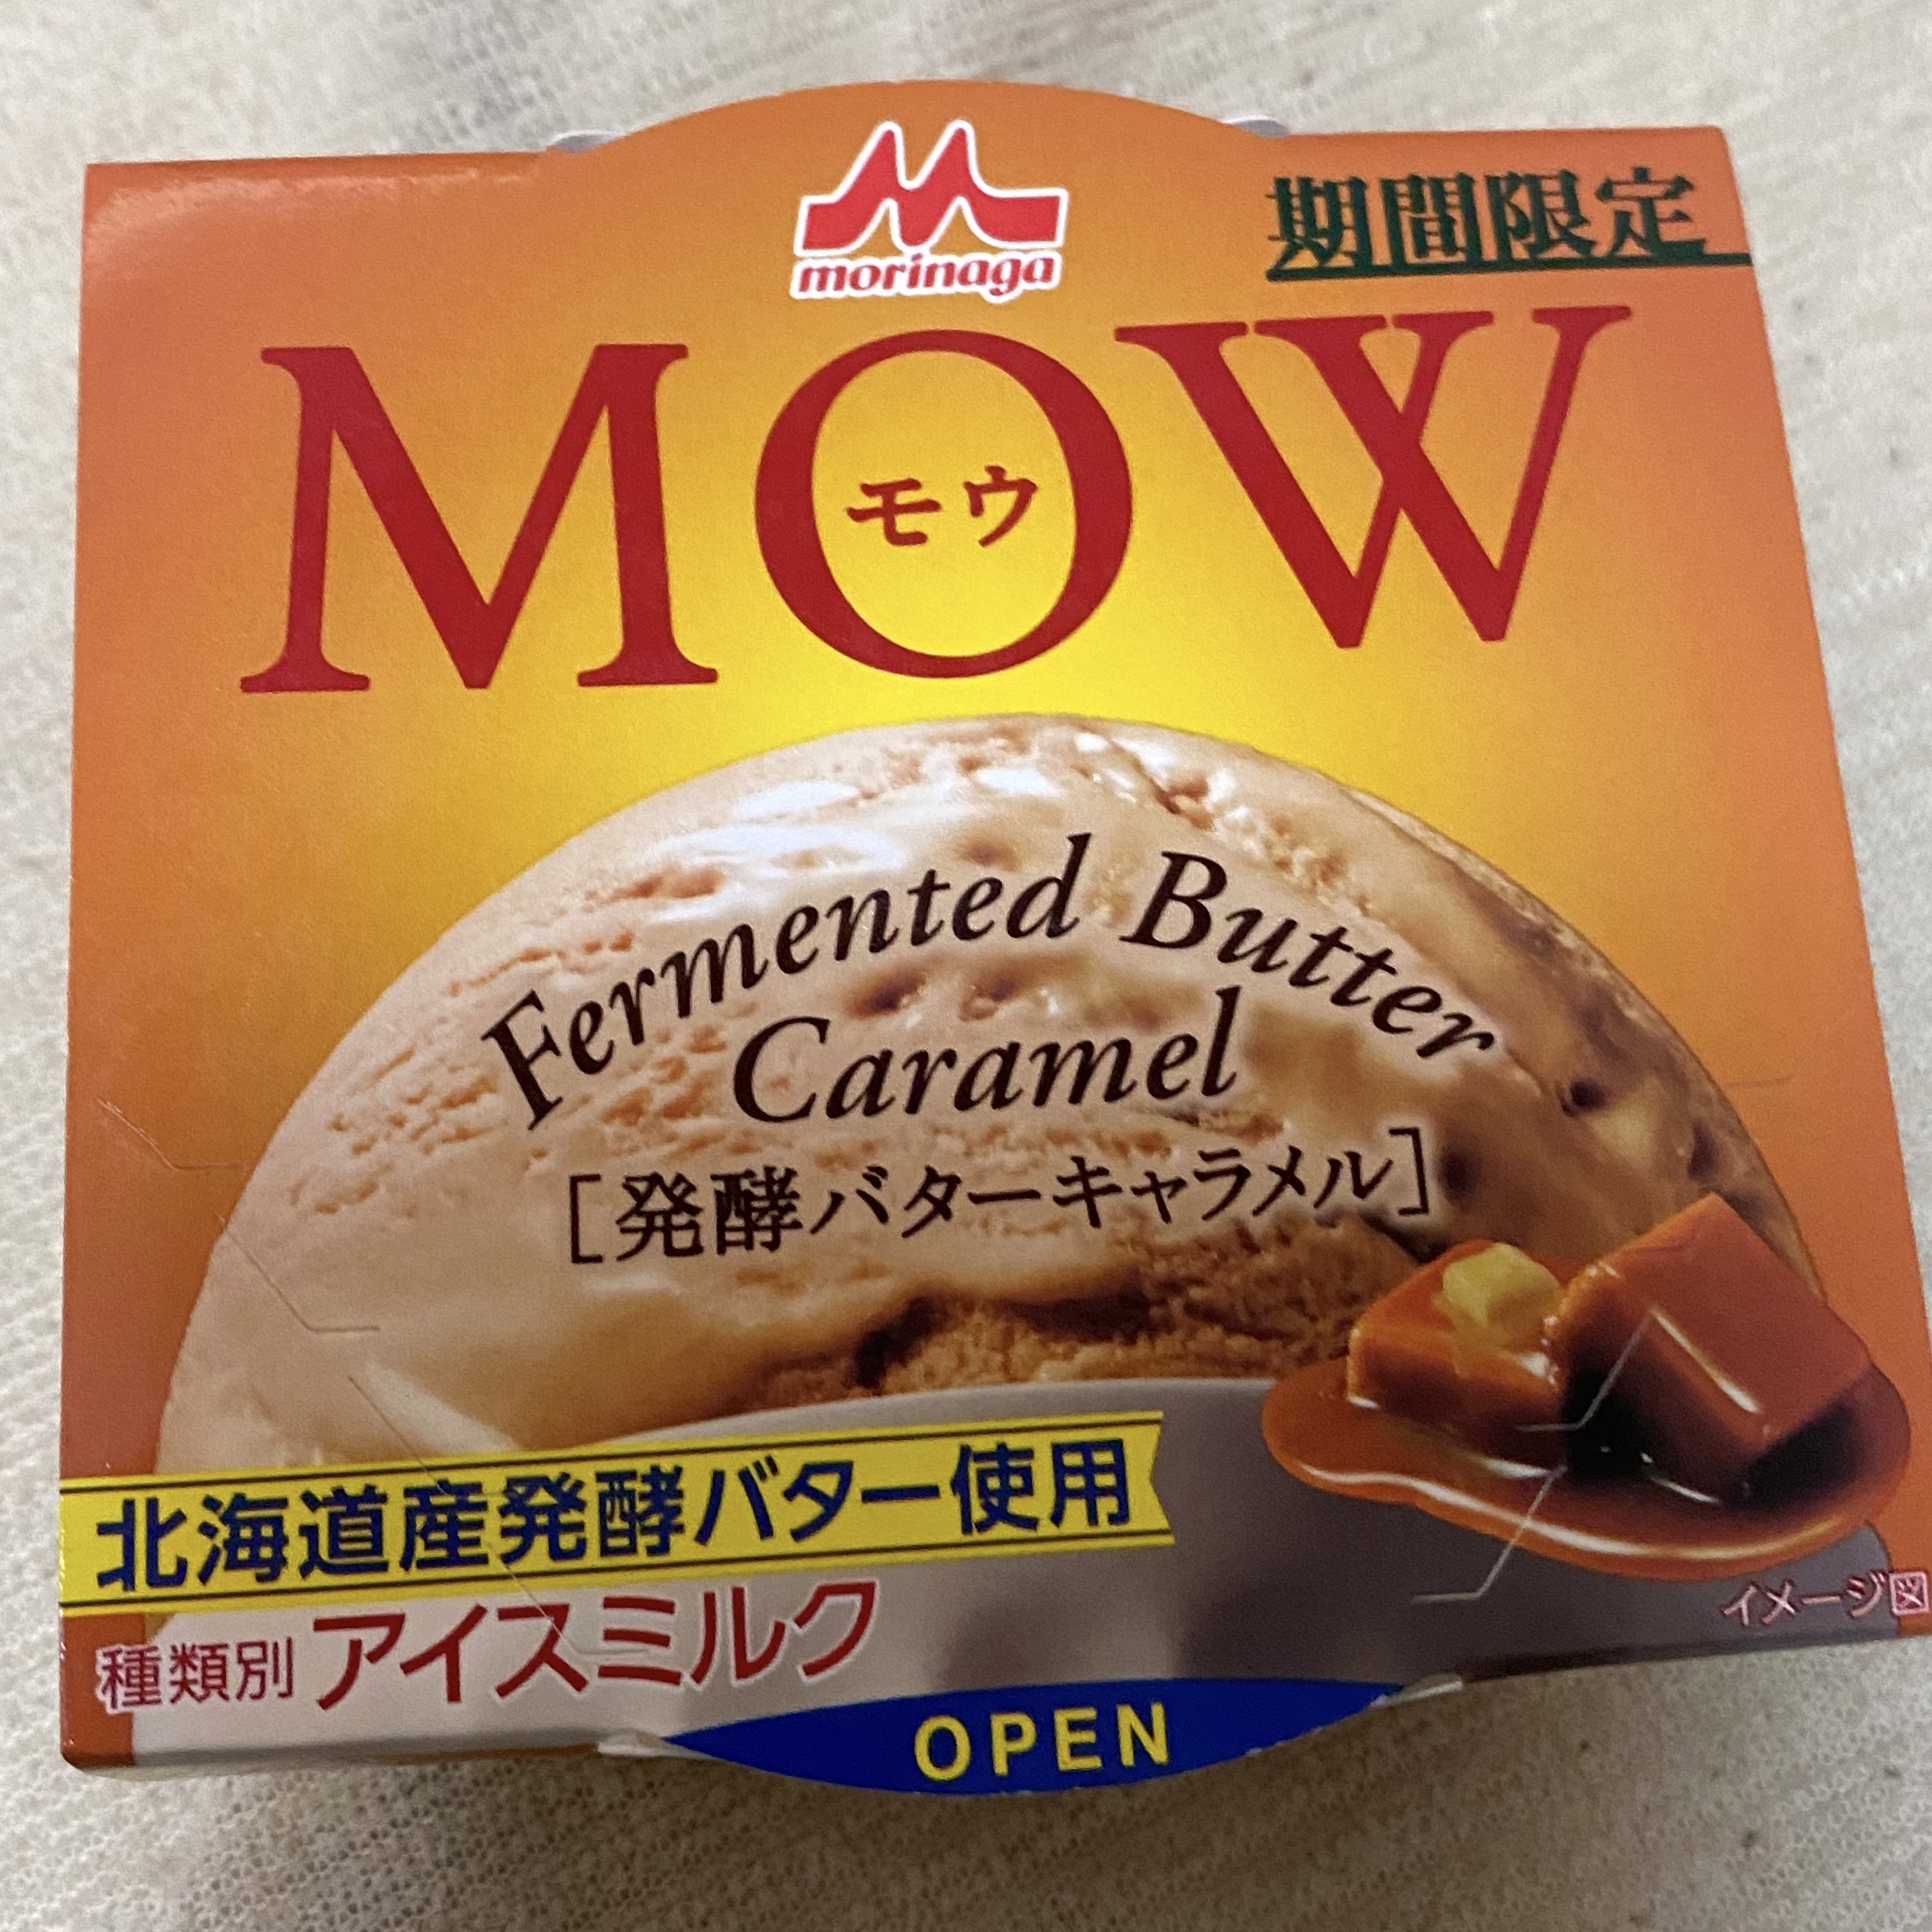 morinaga
期間限定
MOW
モウ
Fermented Butter
Caramel
[発酵バターキャラメル]
北海道産発酵バター使用
種類別 アイスミルク
イメージ図
OPEN